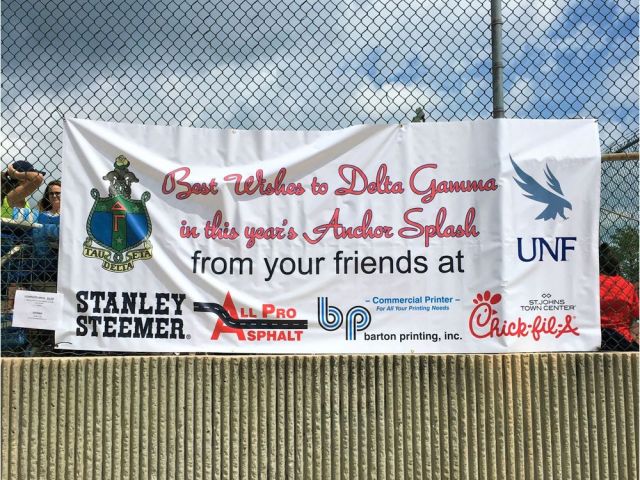 Best Wishes to Delta Gamma
in this year's Anchor Splash
from your friends at
TAU BETA
DELTA
UNF
STANLEY
STEEMER®
ALL PRO
ASPHALT
bp
– Commercial Printer –
For All Your Printing Needs
barton printing, inc.
ST. JOHNS
TOWN CENTER
Chick-fil-A